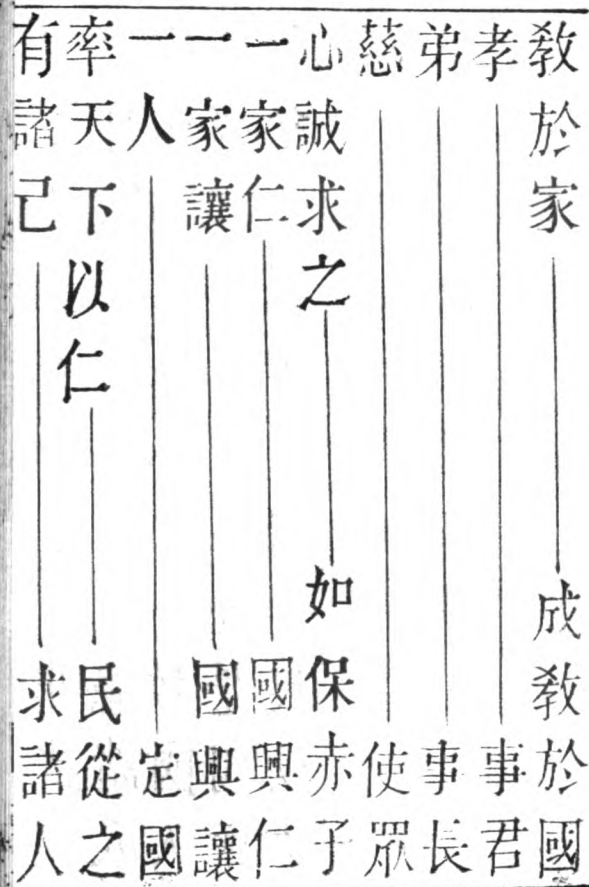 教於家 成教於國
孝 事君
弟 事長
慈 使眾
心誠求之 如保赤子
一家仁 國興仁
一家讓 國興讓
一人 定國
率天下以仁 民從之
有諸己 求諸人